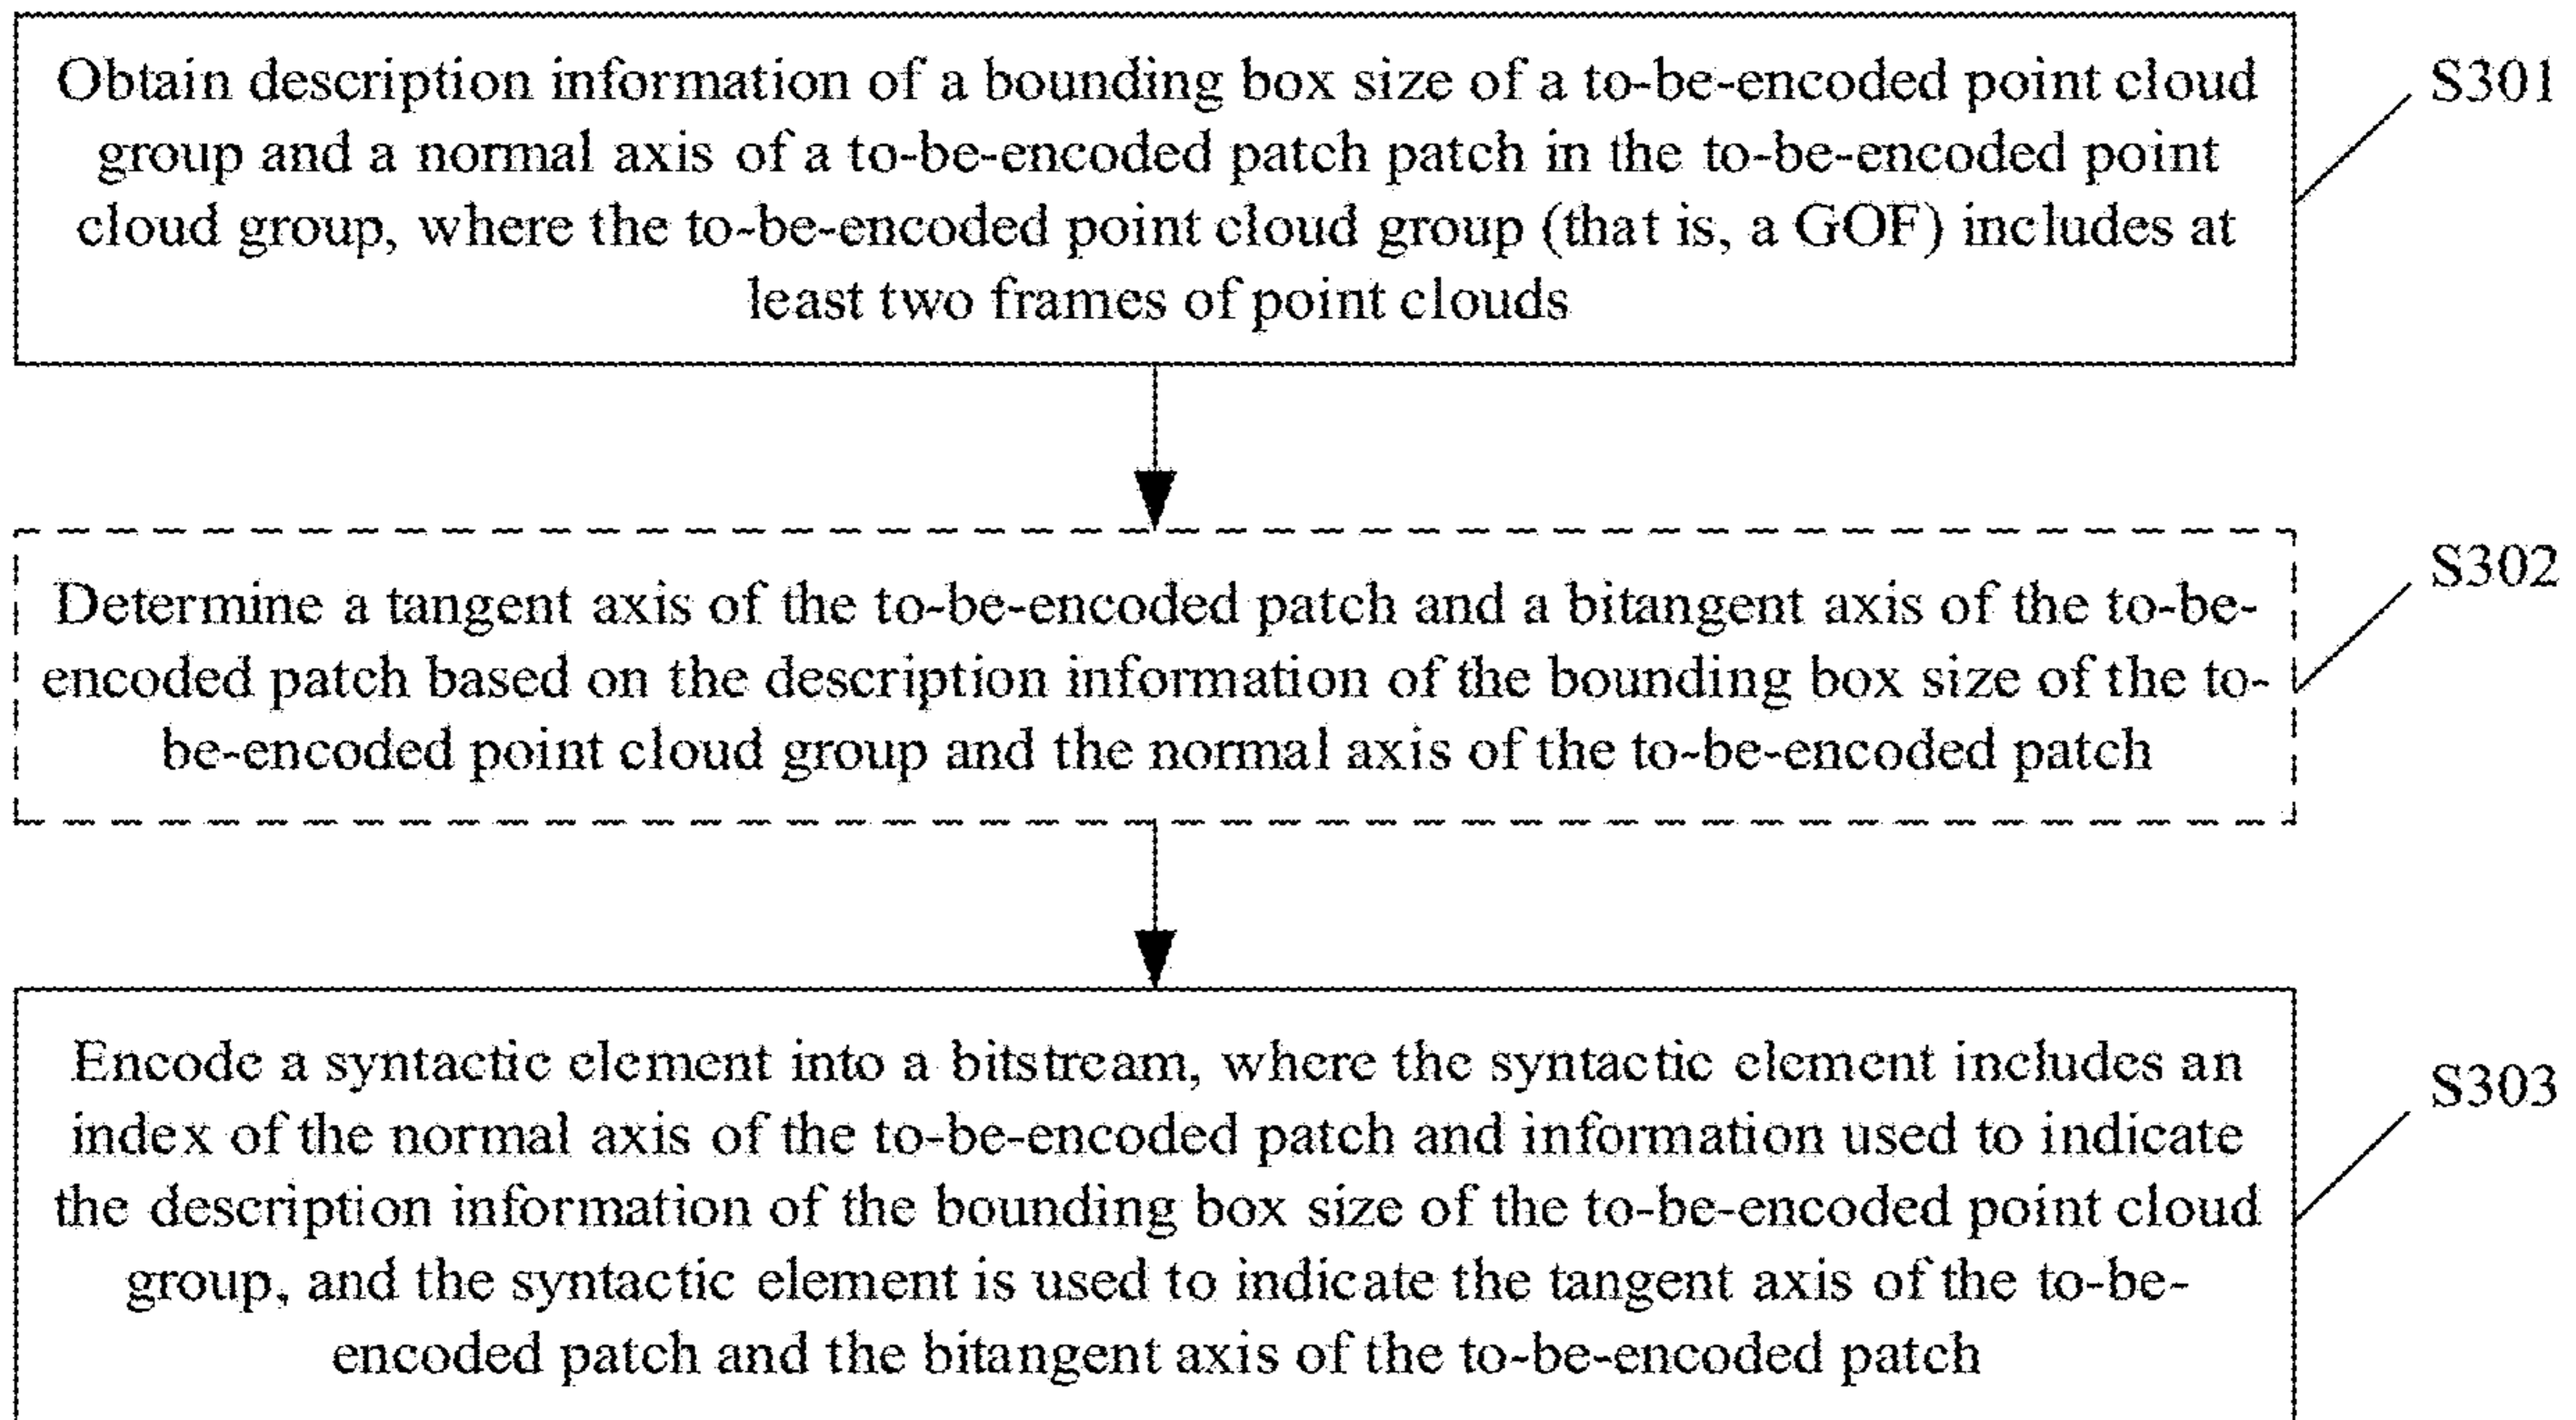 Obtain description information of a bounding box size of a to-be-encoded point cloud
group and a normal axis of a to-be-encoded patch patch in the to-be-encoded point
cloud group, where the to-be-encoded point cloud group (that is, a GOF) includes at
least two frames of point clouds
S301
Determine a tangent axis of the to-be-encoded patch and a bitangent axis of the to-be-
encoded patch based on the description information of the bounding box size of the to-
be-encoded point cloud group and the normal axis of the to-be-encoded patch
S302
Encode a syntactic element into a bitstream, where the syntactic element includes an
index of the normal axis of the to-be-encoded patch and information used to indicate
the description information of the bounding box size of the to-be-encoded point cloud
group, and the syntactic element is used to indicate the tangent axis of the to-be-
encoded patch and the bitangent axis of the to-be-encoded patch
S303